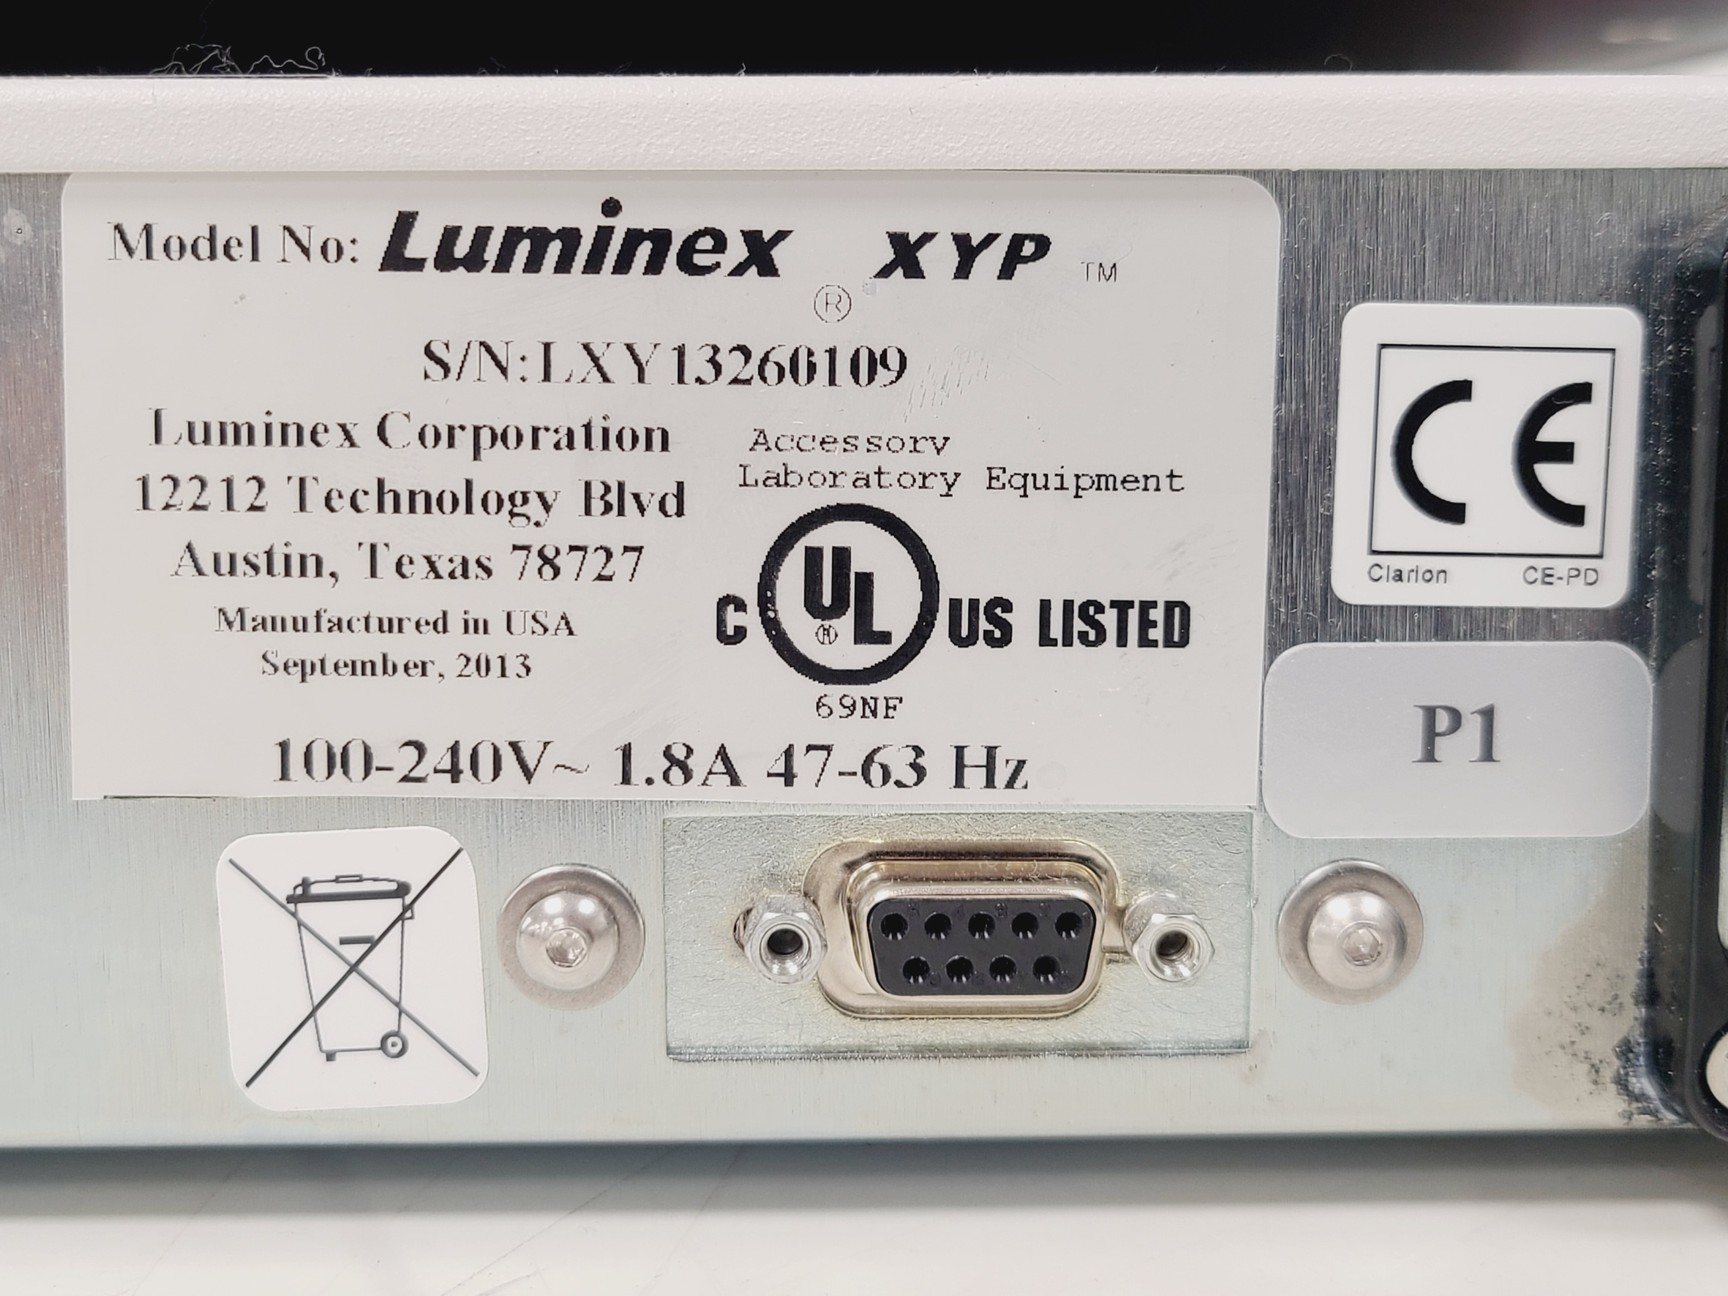 Model No: Luminex ® XYP ™
S/N:LXY13260109
Luminex Corporation
12212 Technology Blvd
Austin, Texas 78727
Manufactured in USA
September, 2013
Accessory
Laboratory Equipment
C UL ® US LISTED
69NF
100-240V~ 1.8A 47-63 Hz
CE
Clarion CE-PD
P1